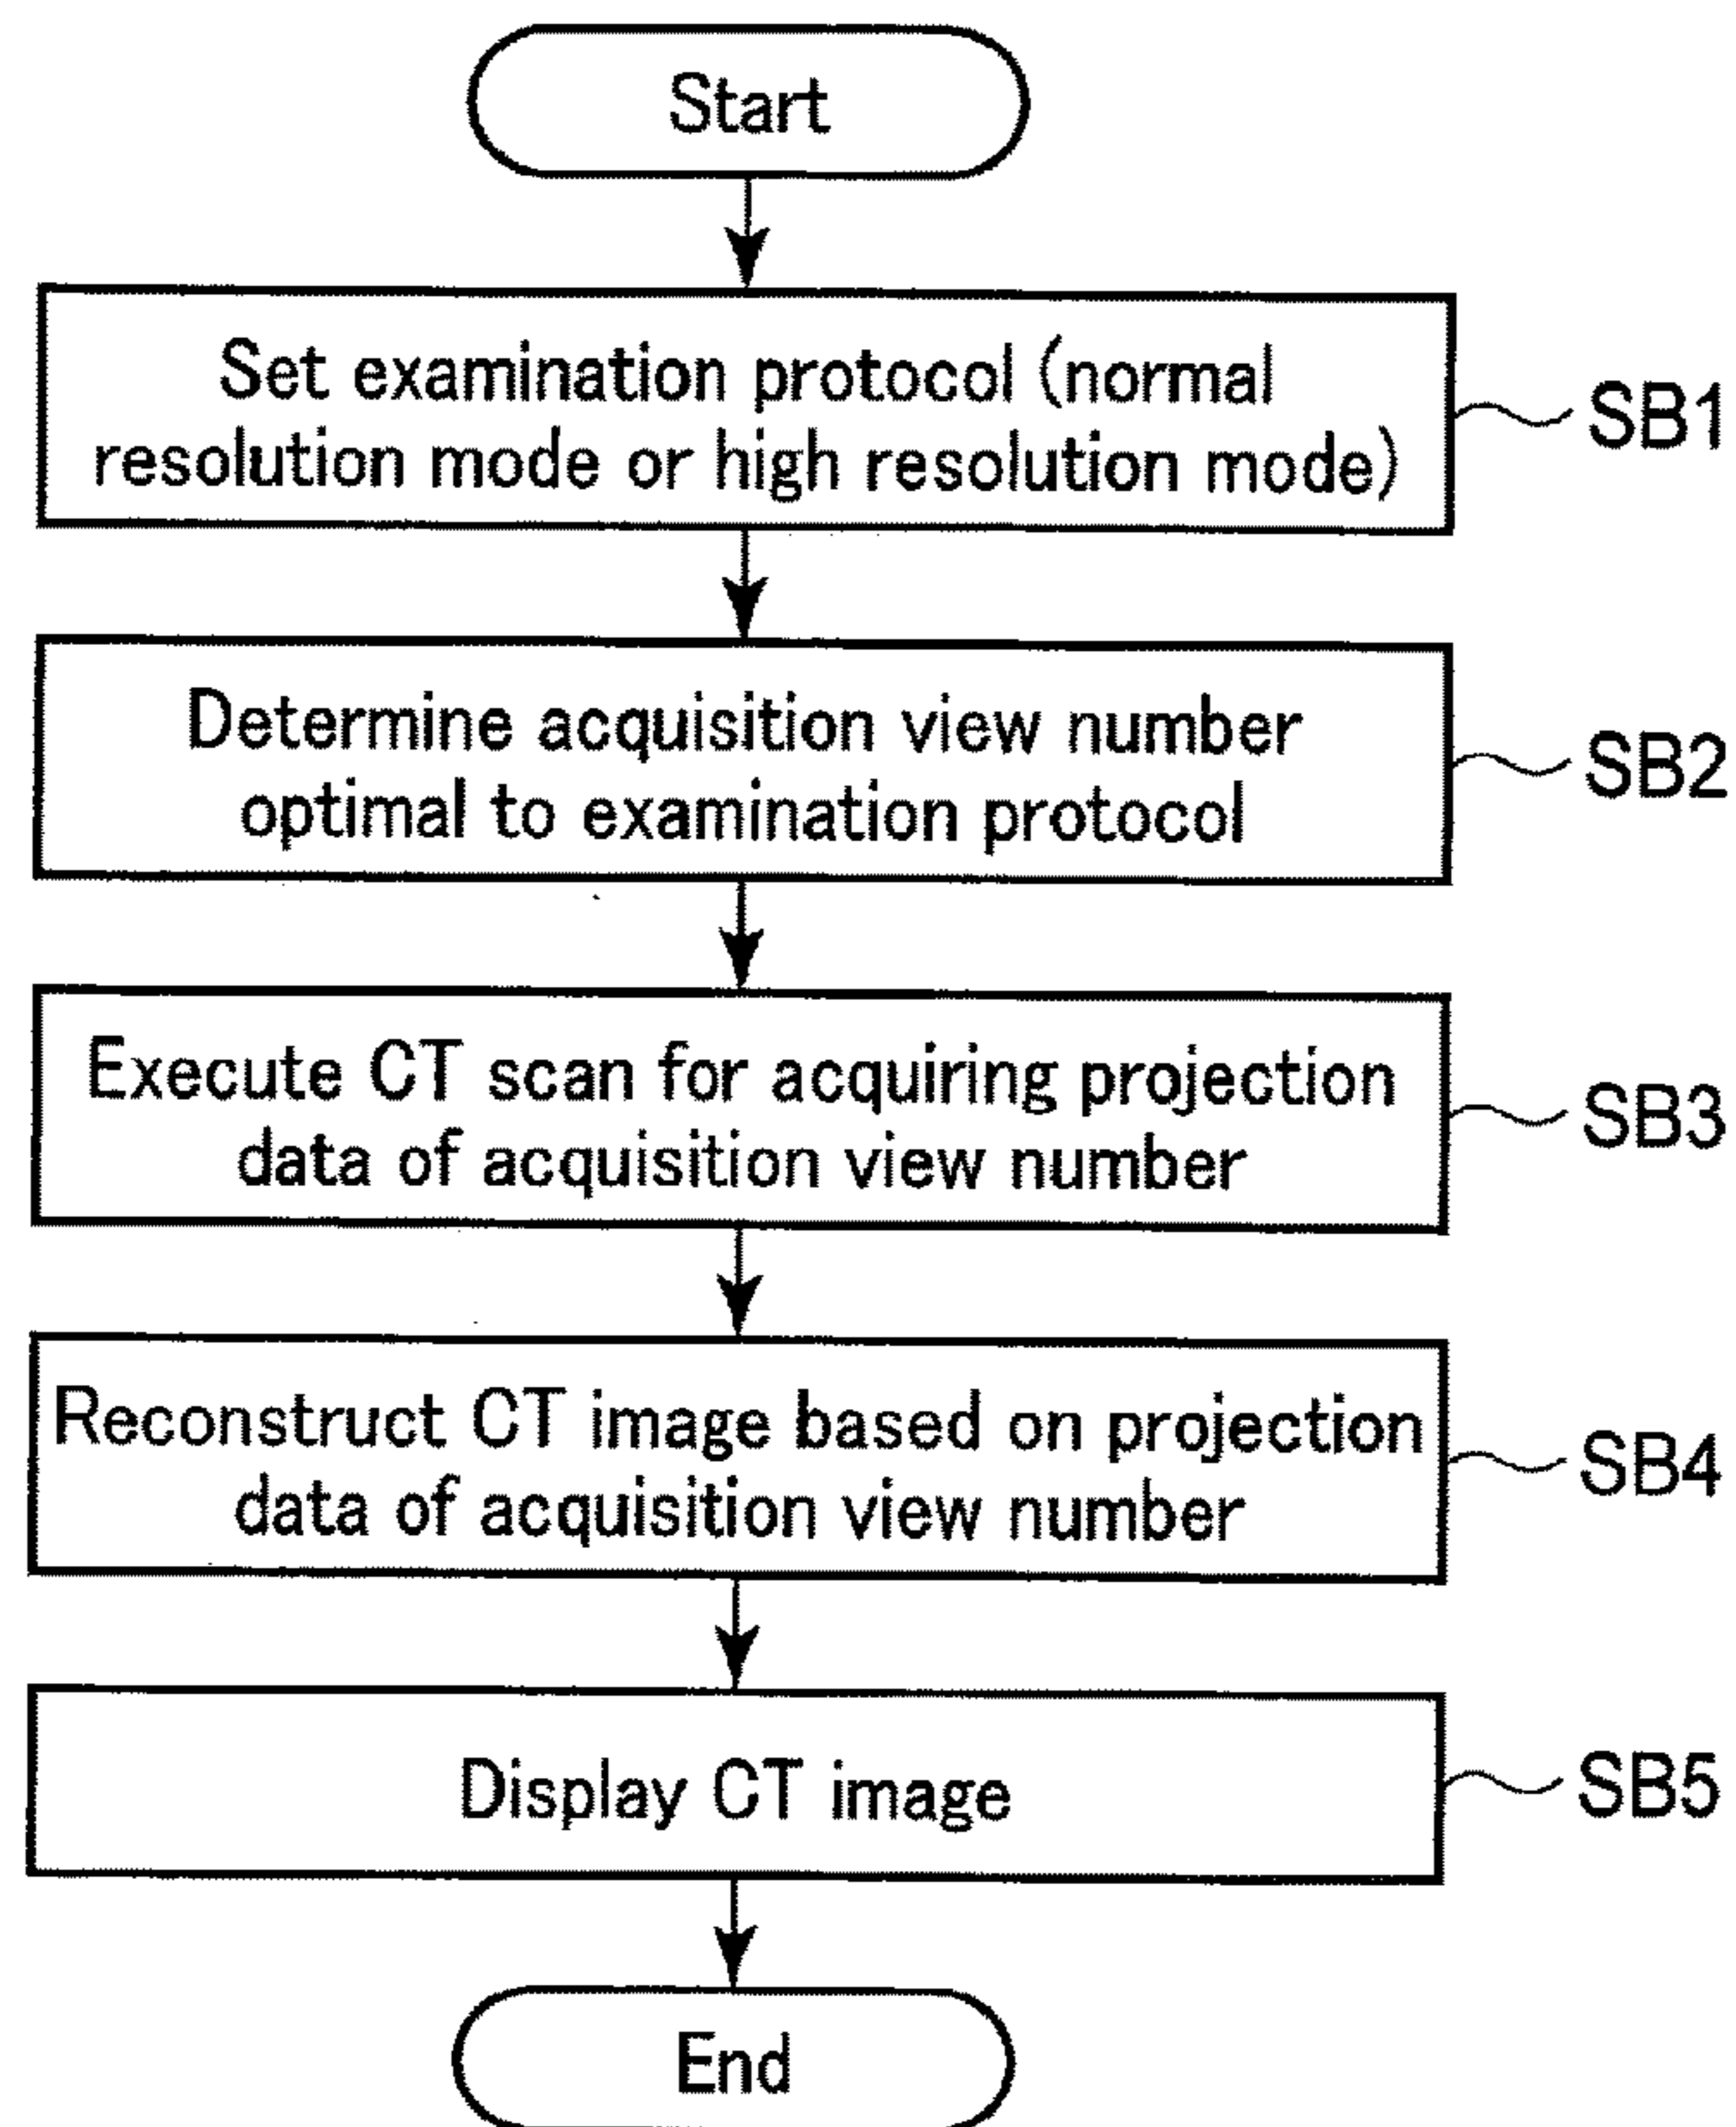 Start
Set examination protocol (normal
resolution mode or high resolution mode)
SB1
Determine acquisition view number
optimal to examination protocol
SB2
Execute CT scan for acquiring projection
data of acquisition view number
SB3
Reconstruct CT image based on projection
data of acquisition view number
SB4
Display CT image
SB5
End